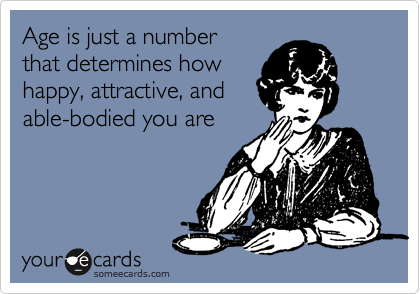 Age is just a number
that determines how
happy, attractive, and
able-bodied you are
your e cards
someecards.com